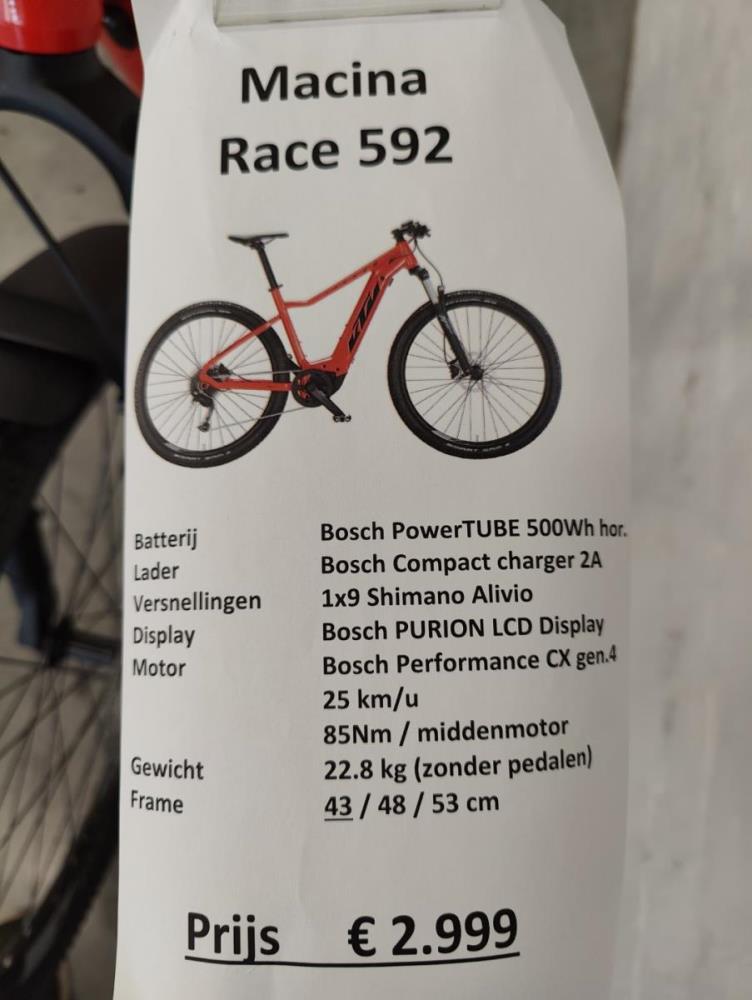 Macina
Race 592
KTM
Batterij Bosch PowerTUBE 500Wh hor.
Lader Bosch Compact charger 2A
Versnellingen 1x9 Shimano Alivio
Display Bosch PURION LCD Display
Motor Bosch Performance CX gen.4
25 km/u
85Nm / middenmotor
Gewicht 22.8 kg (zonder pedalen)
Frame 43 / 48 / 53 cm
Prijs € 2.999